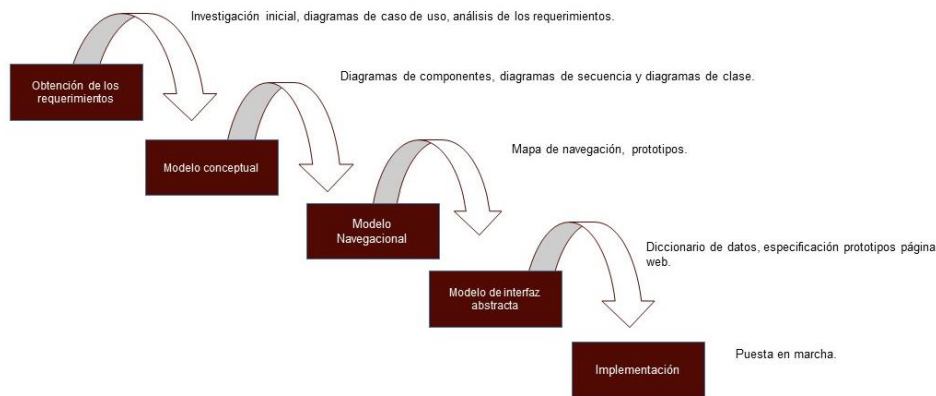 Investigación inicial, diagramas de caso de uso, análisis de los requerimientos.
Obtención de los
requerimientos
Diagramas de componentes, diagramas de secuencia y diagramas de clase.
Modelo conceptual
Mapa de navegación, prototipos.
Modelo
Navegacional
Diccionario de datos, especificación prototipos página
web.
Modelo de interfaz
abstracta
Puesta en marcha.
Implementación